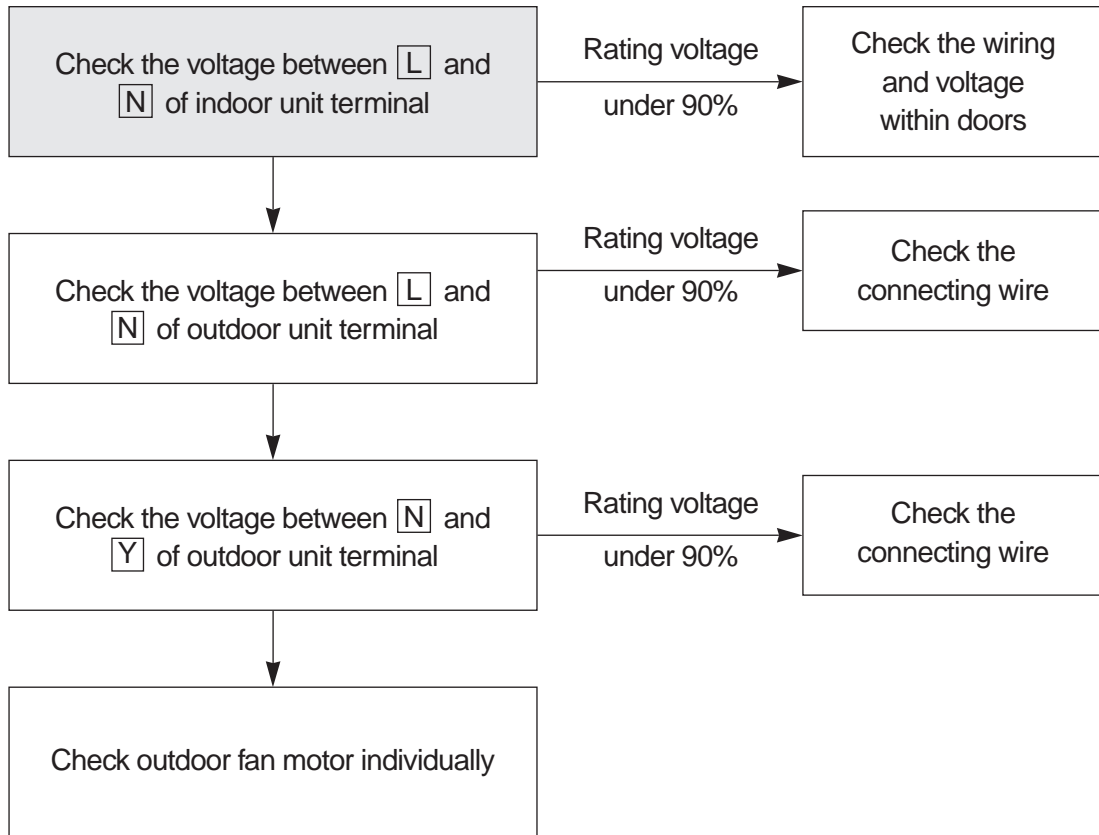 Check the voltage between L and
N of indoor unit terminal
Rating voltage
under 90%
Check the wiring
and voltage
within doors
Check the voltage between L and
N of outdoor unit terminal
Rating voltage
under 90%
Check the
connecting wire
Check the voltage between N and
Y of outdoor unit terminal
Rating voltage
under 90%
Check the
connecting wire
Check outdoor fan motor individually